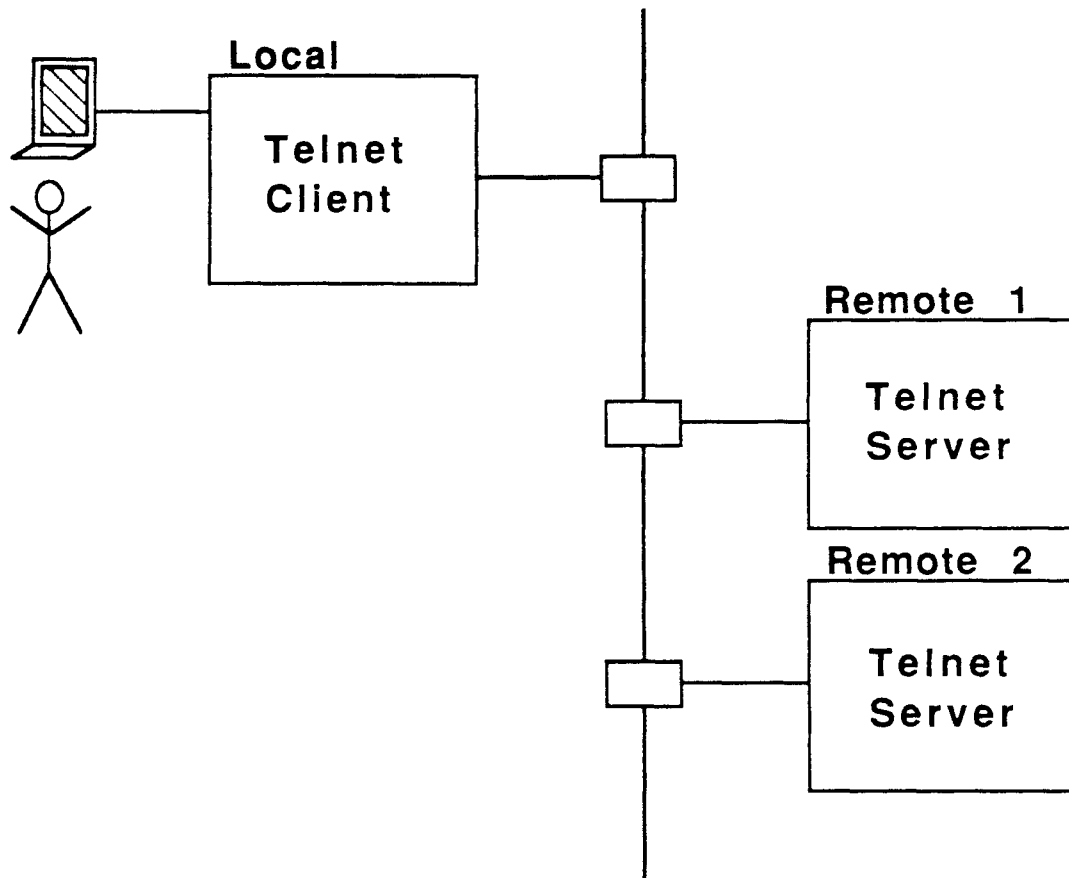 Local
Telnet
Client
Remote 1
Telnet
Server
Remote 2
Telnet
Server